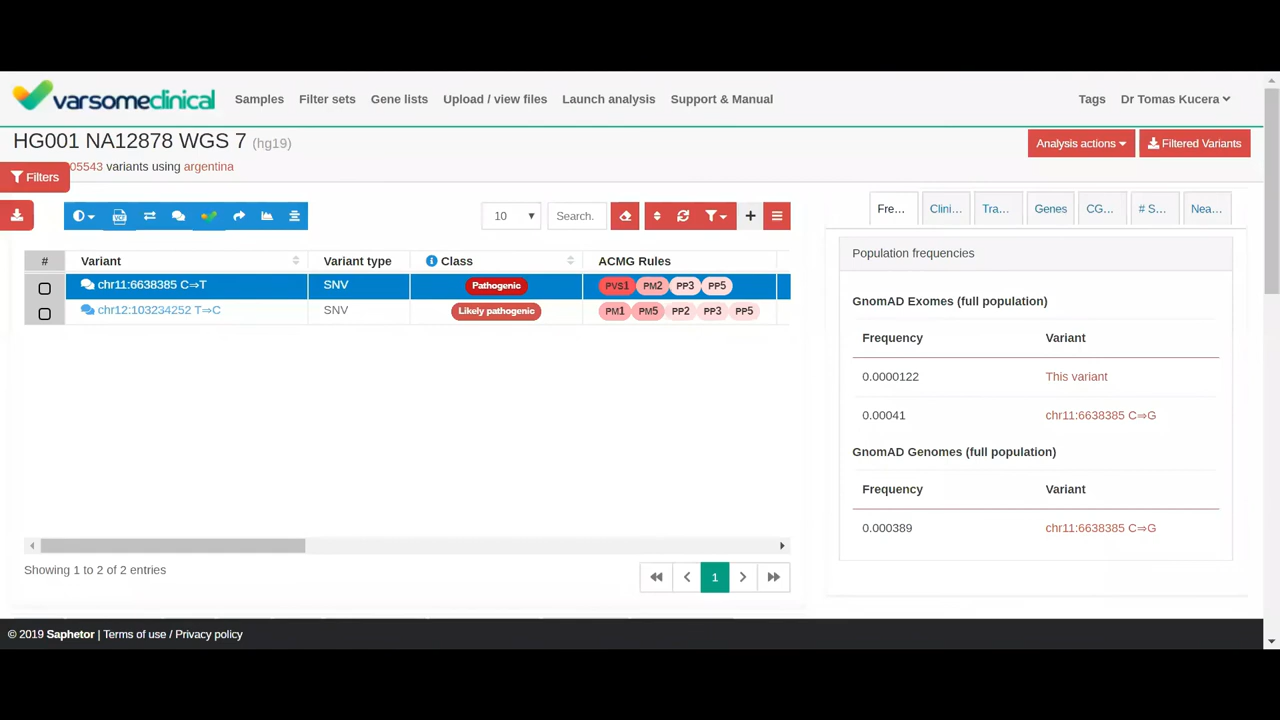 varsomeclinical Samples Filter sets Gene lists Upload / view files Launch analysis Support & Manual Tags Dr Tomas Kucera
HG001 NA12878 WGS 7 (hg19)
Analysis actions Filtered Variants
05543 variants using argentina
Filters
VCF 10 Search.
Fre... Clini... Tra... Genes CG... # S... Nea...
# Variant Variant type Class ACMG Rules
chr11:6638385 C⇒T SNV Pathogenic PVS1 PM2 PP3 PP5
chr12:103234252 T⇒C SNV Likely pathogenic PM1 PM5 PP2 PP3 PP5
Showing 1 to 2 of 2 entries
1
Population frequencies
GnomAD Exomes (full population)
Frequency Variant
0.0000122 This variant
0.00041 chr11:6638385 C⇒G
GnomAD Genomes (full population)
Frequency Variant
0.000389 chr11:6638385 C⇒G
© 2019 Saphetor | Terms of use / Privacy policy